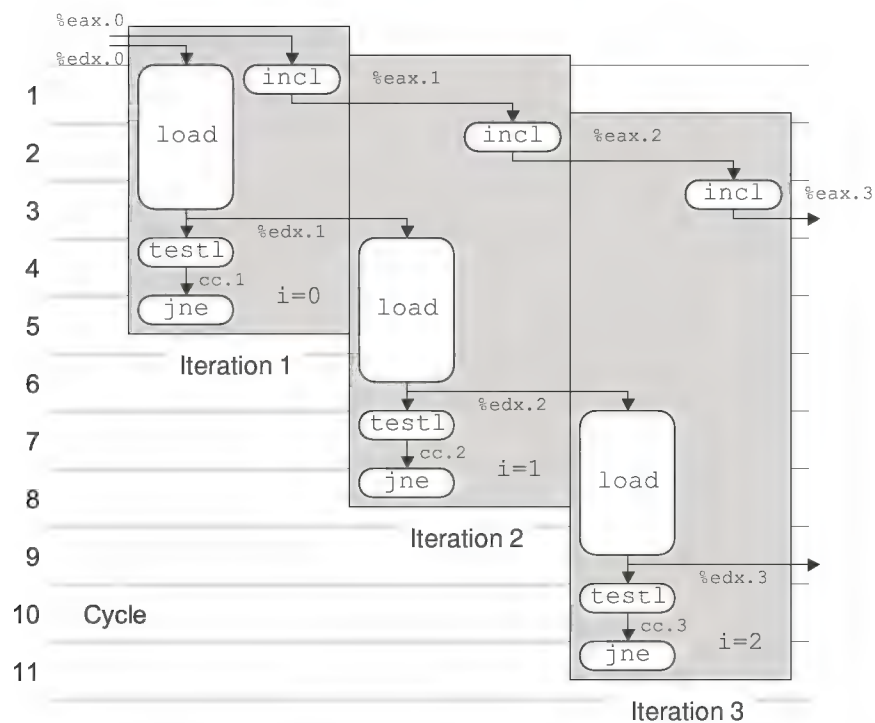 %eax.0
%edx.0
1
load
incl
%eax.1
2
incl
%eax.2
3
incl
%eax.3
%edx.1
4
testl
cc.1
jne
i=0
load
5
Iteration 1
6
%edx.2
7
testl
cc.2
jne
i=1
load
8
Iteration 2
9
%edx.3
10
Cycle
testl
cc.3
jne
i=2
11
Iteration 3